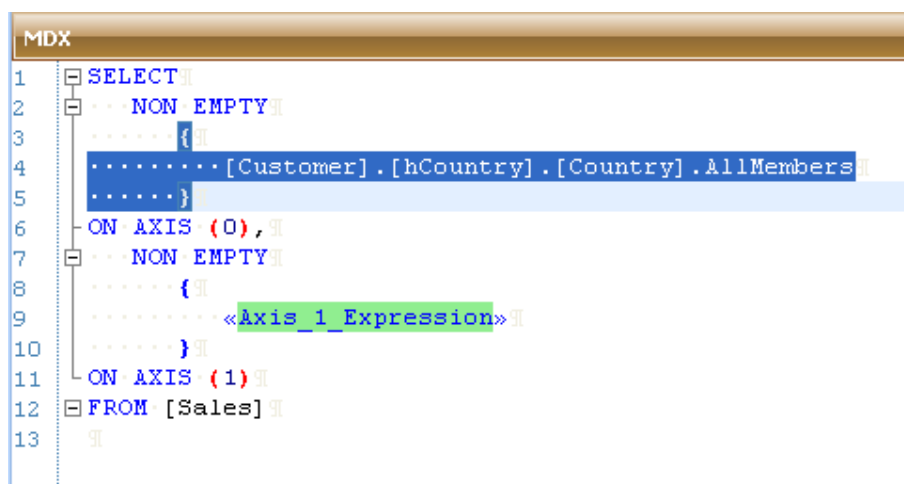 MDX
1 SELECT¶
2 ···NON·EMPTY¶
3 ······{¶
4 ·········[Customer].[hCountry].[Country].AllMembers¶
5 ······}¶
6 ON·AXIS·(0),¶
7 ···NON·EMPTY¶
8 ······{¶
9 ·········«Axis_1_Expression»¶
10 ······}¶
11 ON·AXIS·(1)¶
12 FROM·[Sales]¶
13 ¶